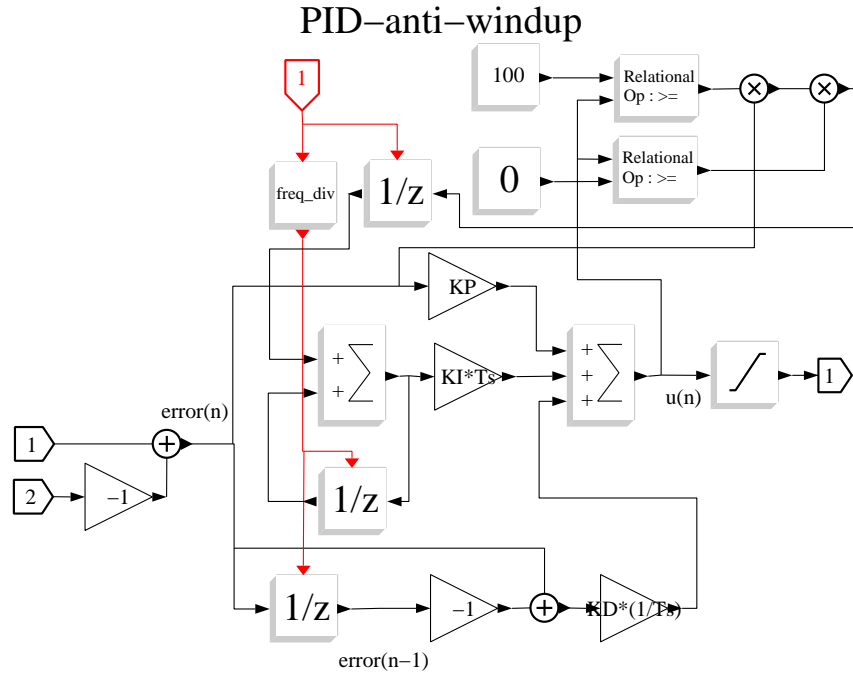 PID−anti−windup
1
100
Relational
Op : >=
freq_div
1/z
0
Relational
Op : >=
KP
+
+
KI*Ts
+
+
+
u(n)
1
error(n)
1
2
−1
1/z
1/z
−1
KD*(1/Ts)
error(n−1)